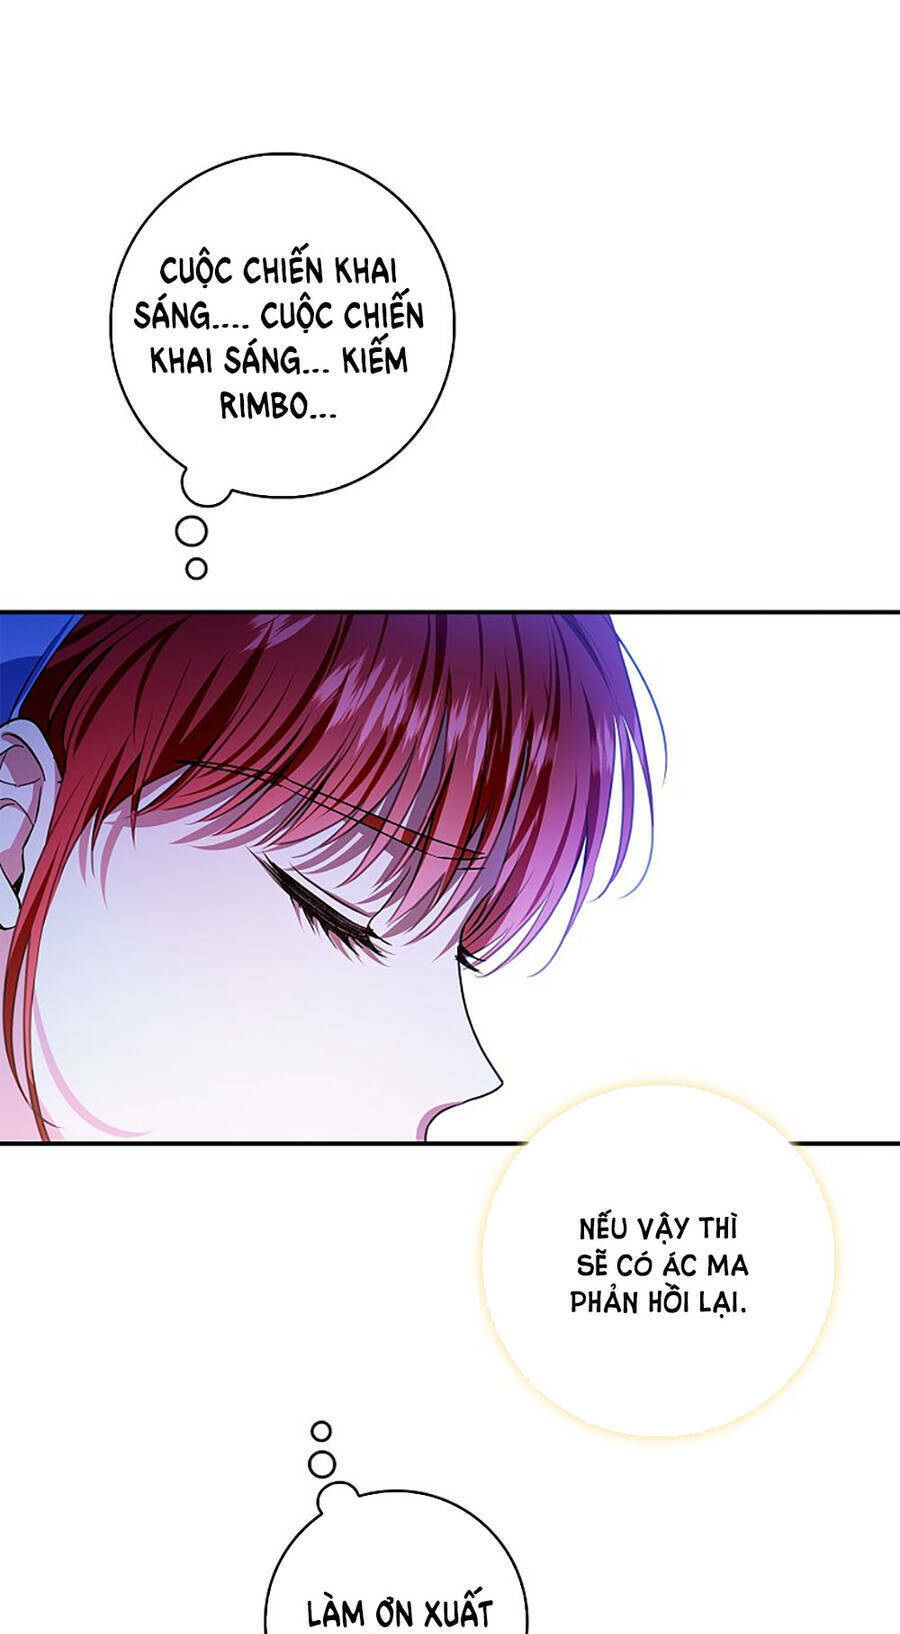 CUỘC CHIẾN KHAI
SÁNG.... CUỘC CHIẾN
KHAI SÁNG... KIẾM
RIMBO...
NẾU VẬY THÌ
SẼ CÓ ÁC MA
PHẢN HỒI LẠI.
LÀM ƠN XUẤT